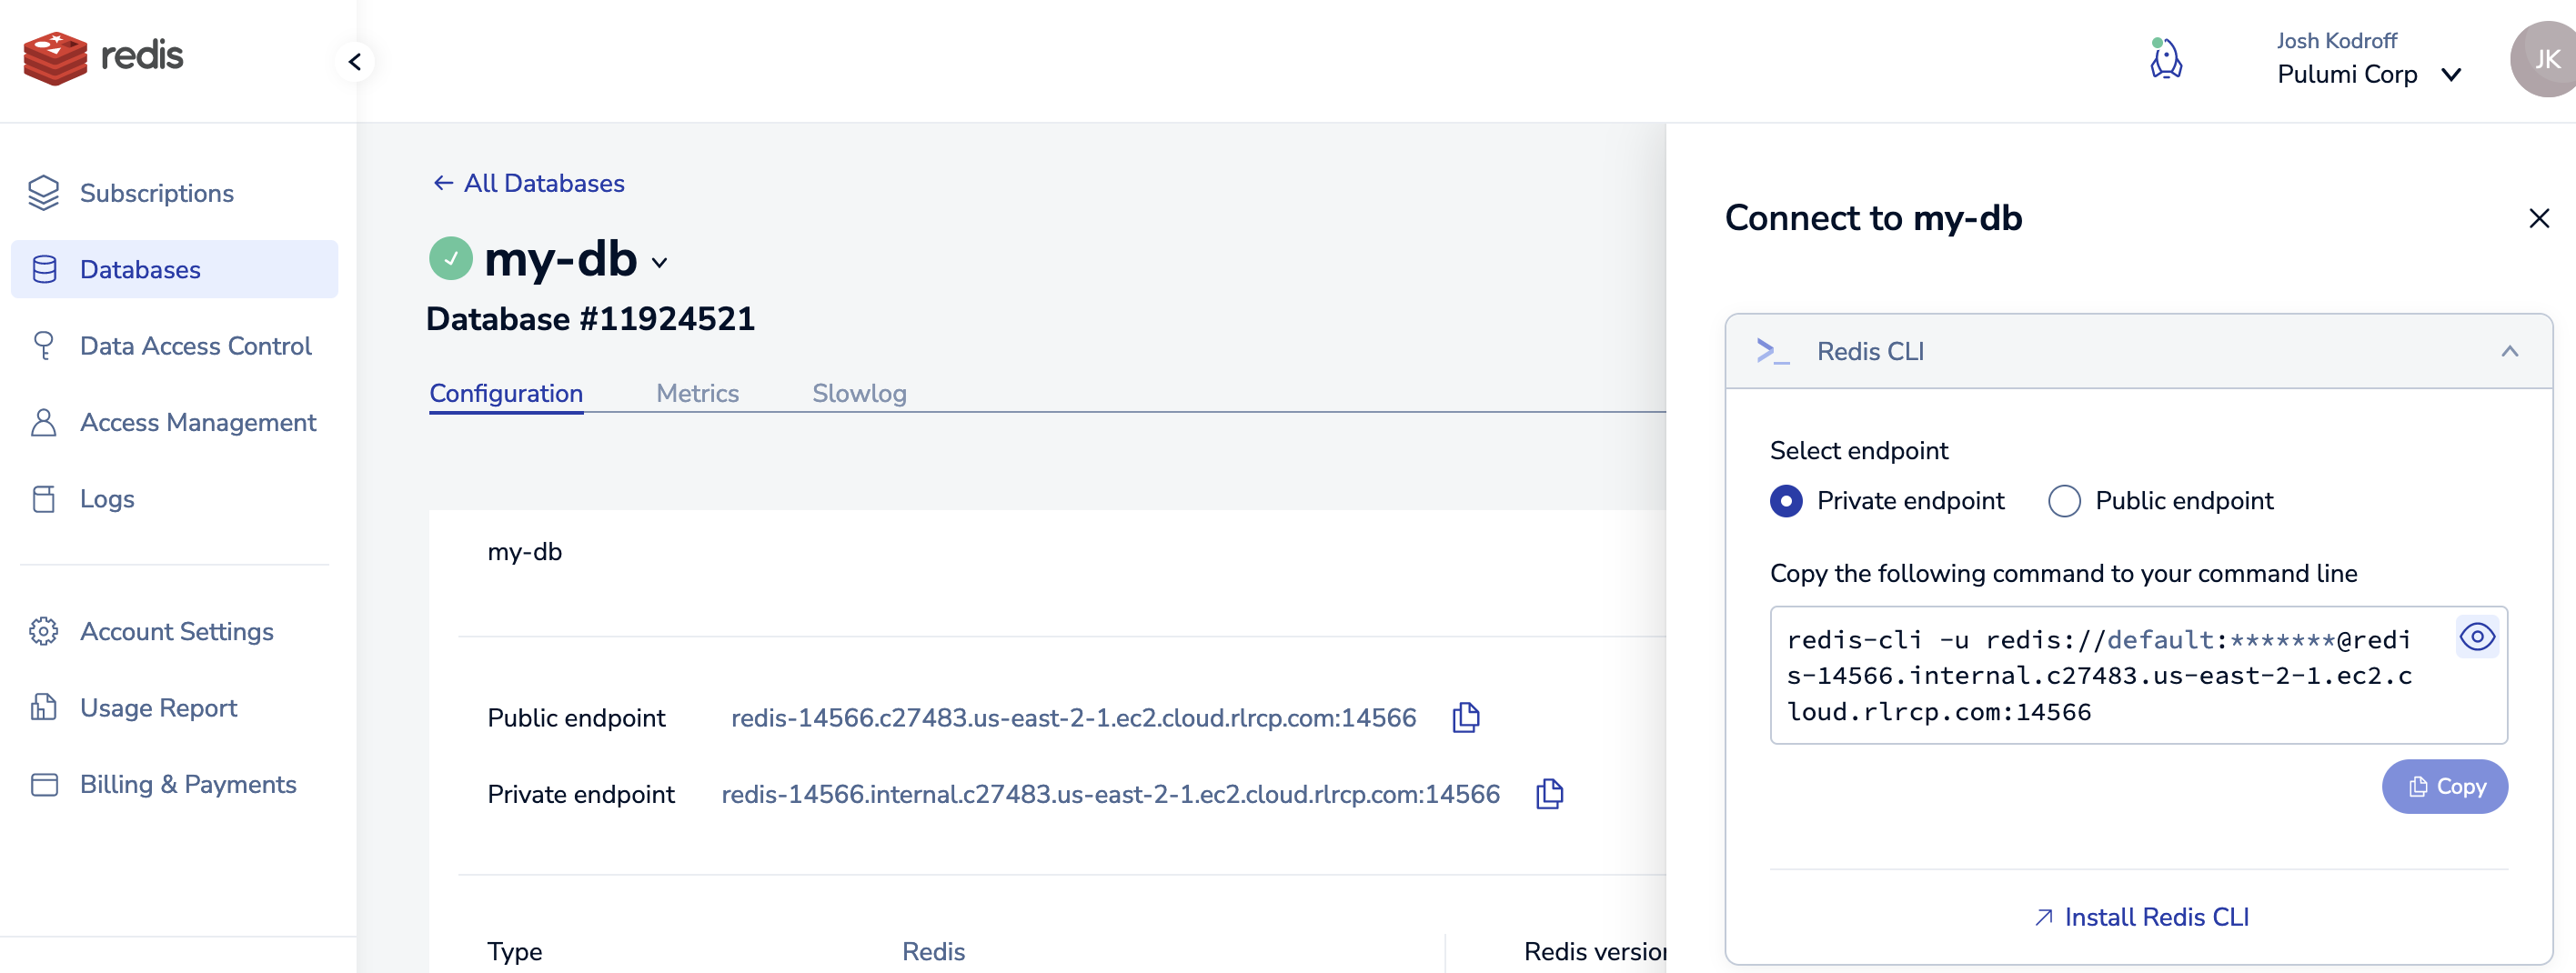 redis
Josh Kodroff
Pulumi Corp
JK
Subscriptions
Databases
Data Access Control
Access Management
Logs
Account Settings
Usage Report
Billing & Payments
← All Databases
my-db
Database #11924521
Configuration
Metrics
Slowlog
my-db
Public endpoint redis-14566.c27483.us-east-2-1.ec2.cloud.rlrcp.com:14566
Private endpoint redis-14566.internal.c27483.us-east-2-1.ec2.cloud.rlrcp.com:14566
Type Redis Redis version
Connect to my-db
Redis CLI
Select endpoint
Private endpoint Public endpoint
Copy the following command to your command line
redis-cli -u redis://default:*******@redi
s-14566.internal.c27483.us-east-2-1.ec2.c
loud.rlrcp.com:14566
Copy
Install Redis CLI